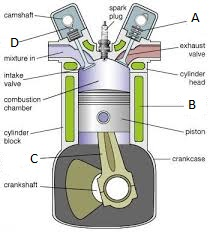 spark
plug
camshaft
A
D
mixture in
exhaust
valve
intake
valve
cylinder
head
combustion
chamber
B
piston
cylinder
block
C
crankcase
crankshaft